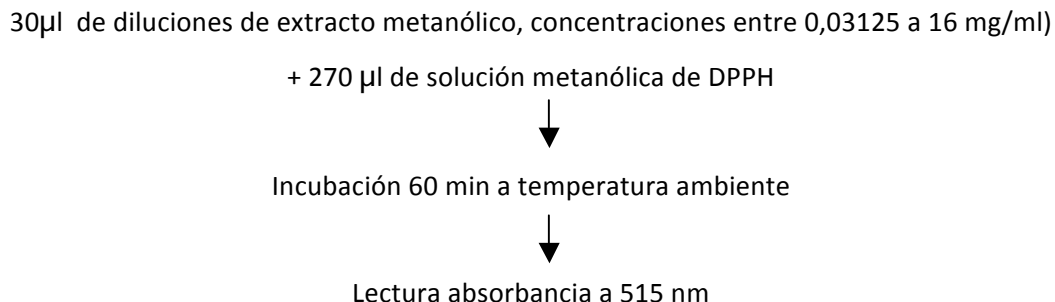 30µl de diluciones de extracto metanólico, concentraciones entre 0,03125 a 16 mg/ml)
+ 270 µl de solución metanólica de DPPH
Incubación 60 min a temperatura ambiente
Lectura absorbancia a 515 nm